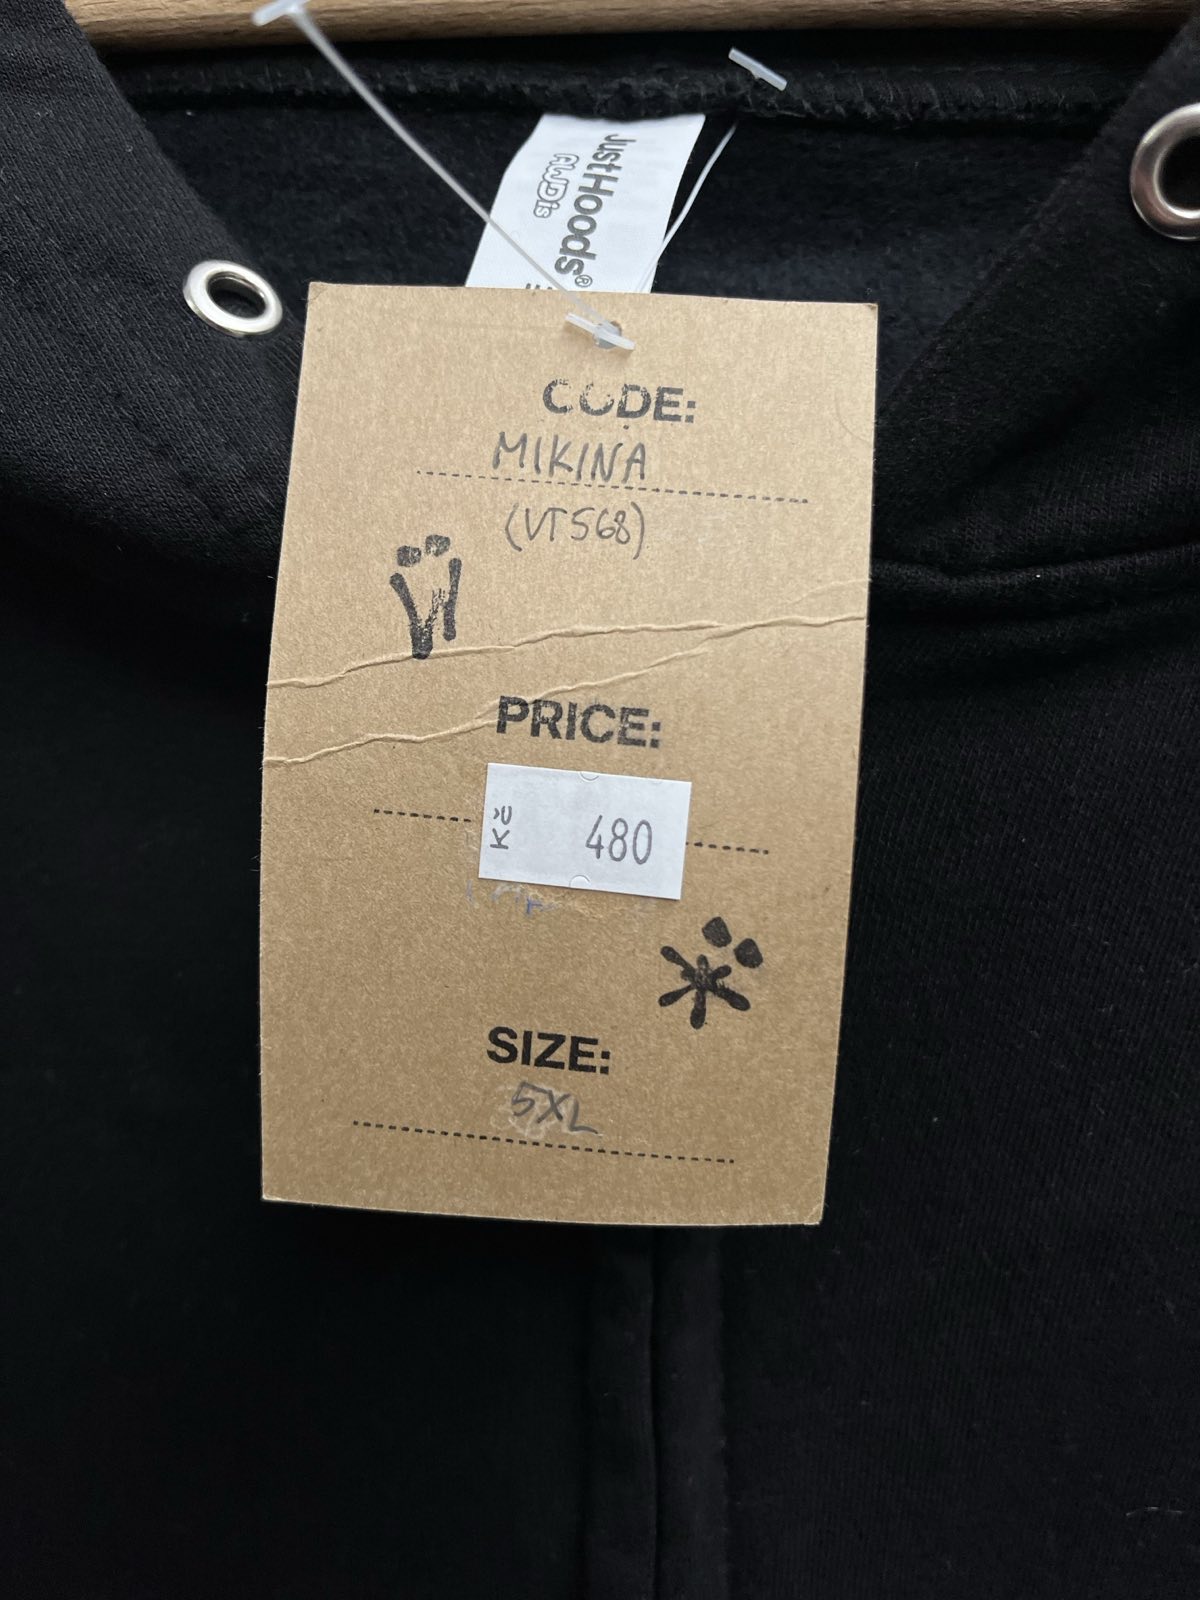 JustHoods®
AWDis
CODE:
MIKINA
(VT568)
PRICE:
Kč 480
SIZE:
5XL